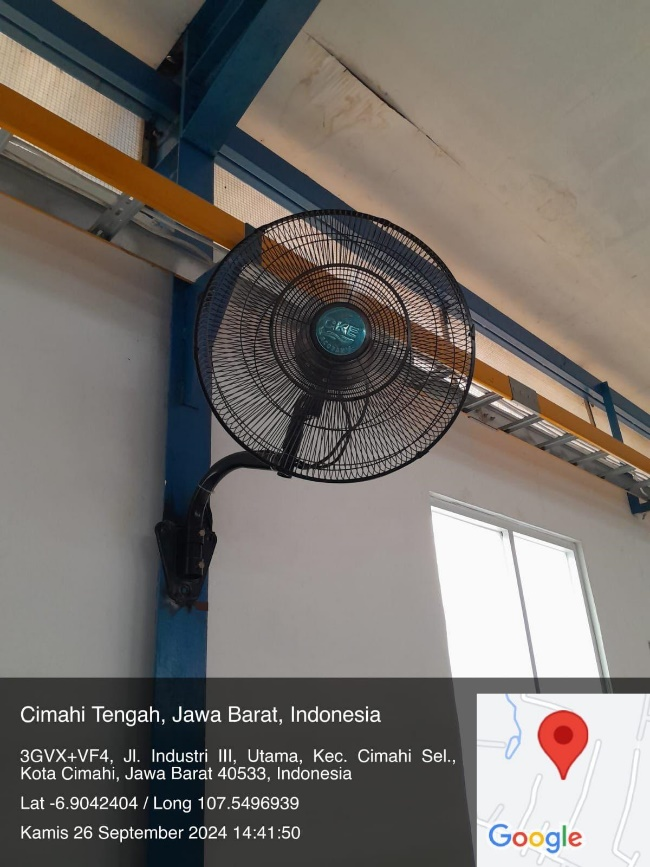 CKE
Cimahi Tengah, Jawa Barat, Indonesia
3GVX+VF4, Jl. Industri III, Utama, Kec. Cimahi Sel.,
Kota Cimahi, Jawa Barat 40533, Indonesia
Lat -6.9042404 / Long 107.5496939
Kamis 26 September 2024 14:41:50
Google